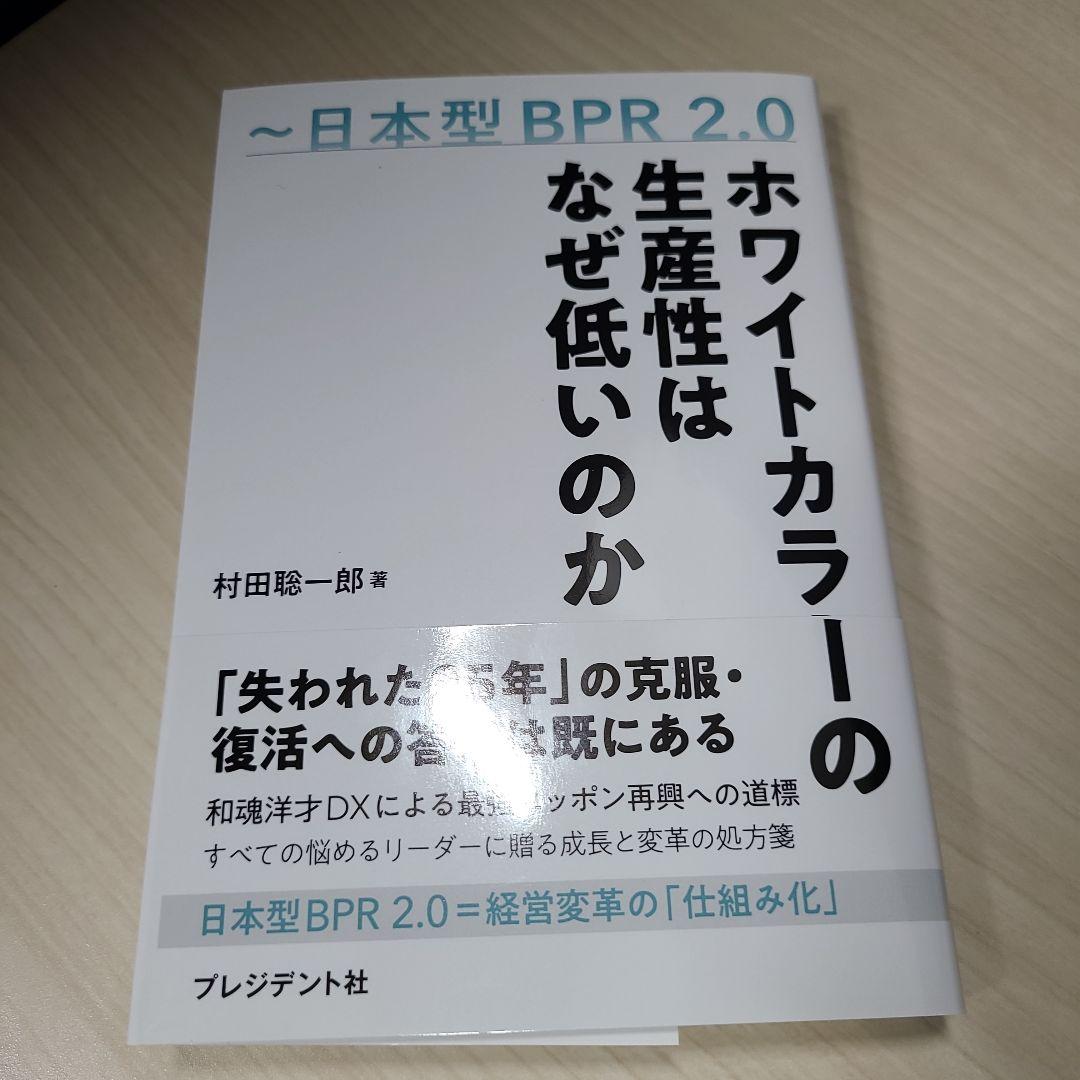 ～日本型 BPR 2.0
ホワイトカラーの
生産性は
なぜ低いのか
村田聡一郎 著
「失われた 5年」の克服・
復活への答 は既にある
和魂洋才DXによる最強 ッポン再興への道標
すべての悩めるリーダーに贈る成長と変革の処方箋
日本型BPR 2.0＝経営変革の「仕組み化」
プレジデント社